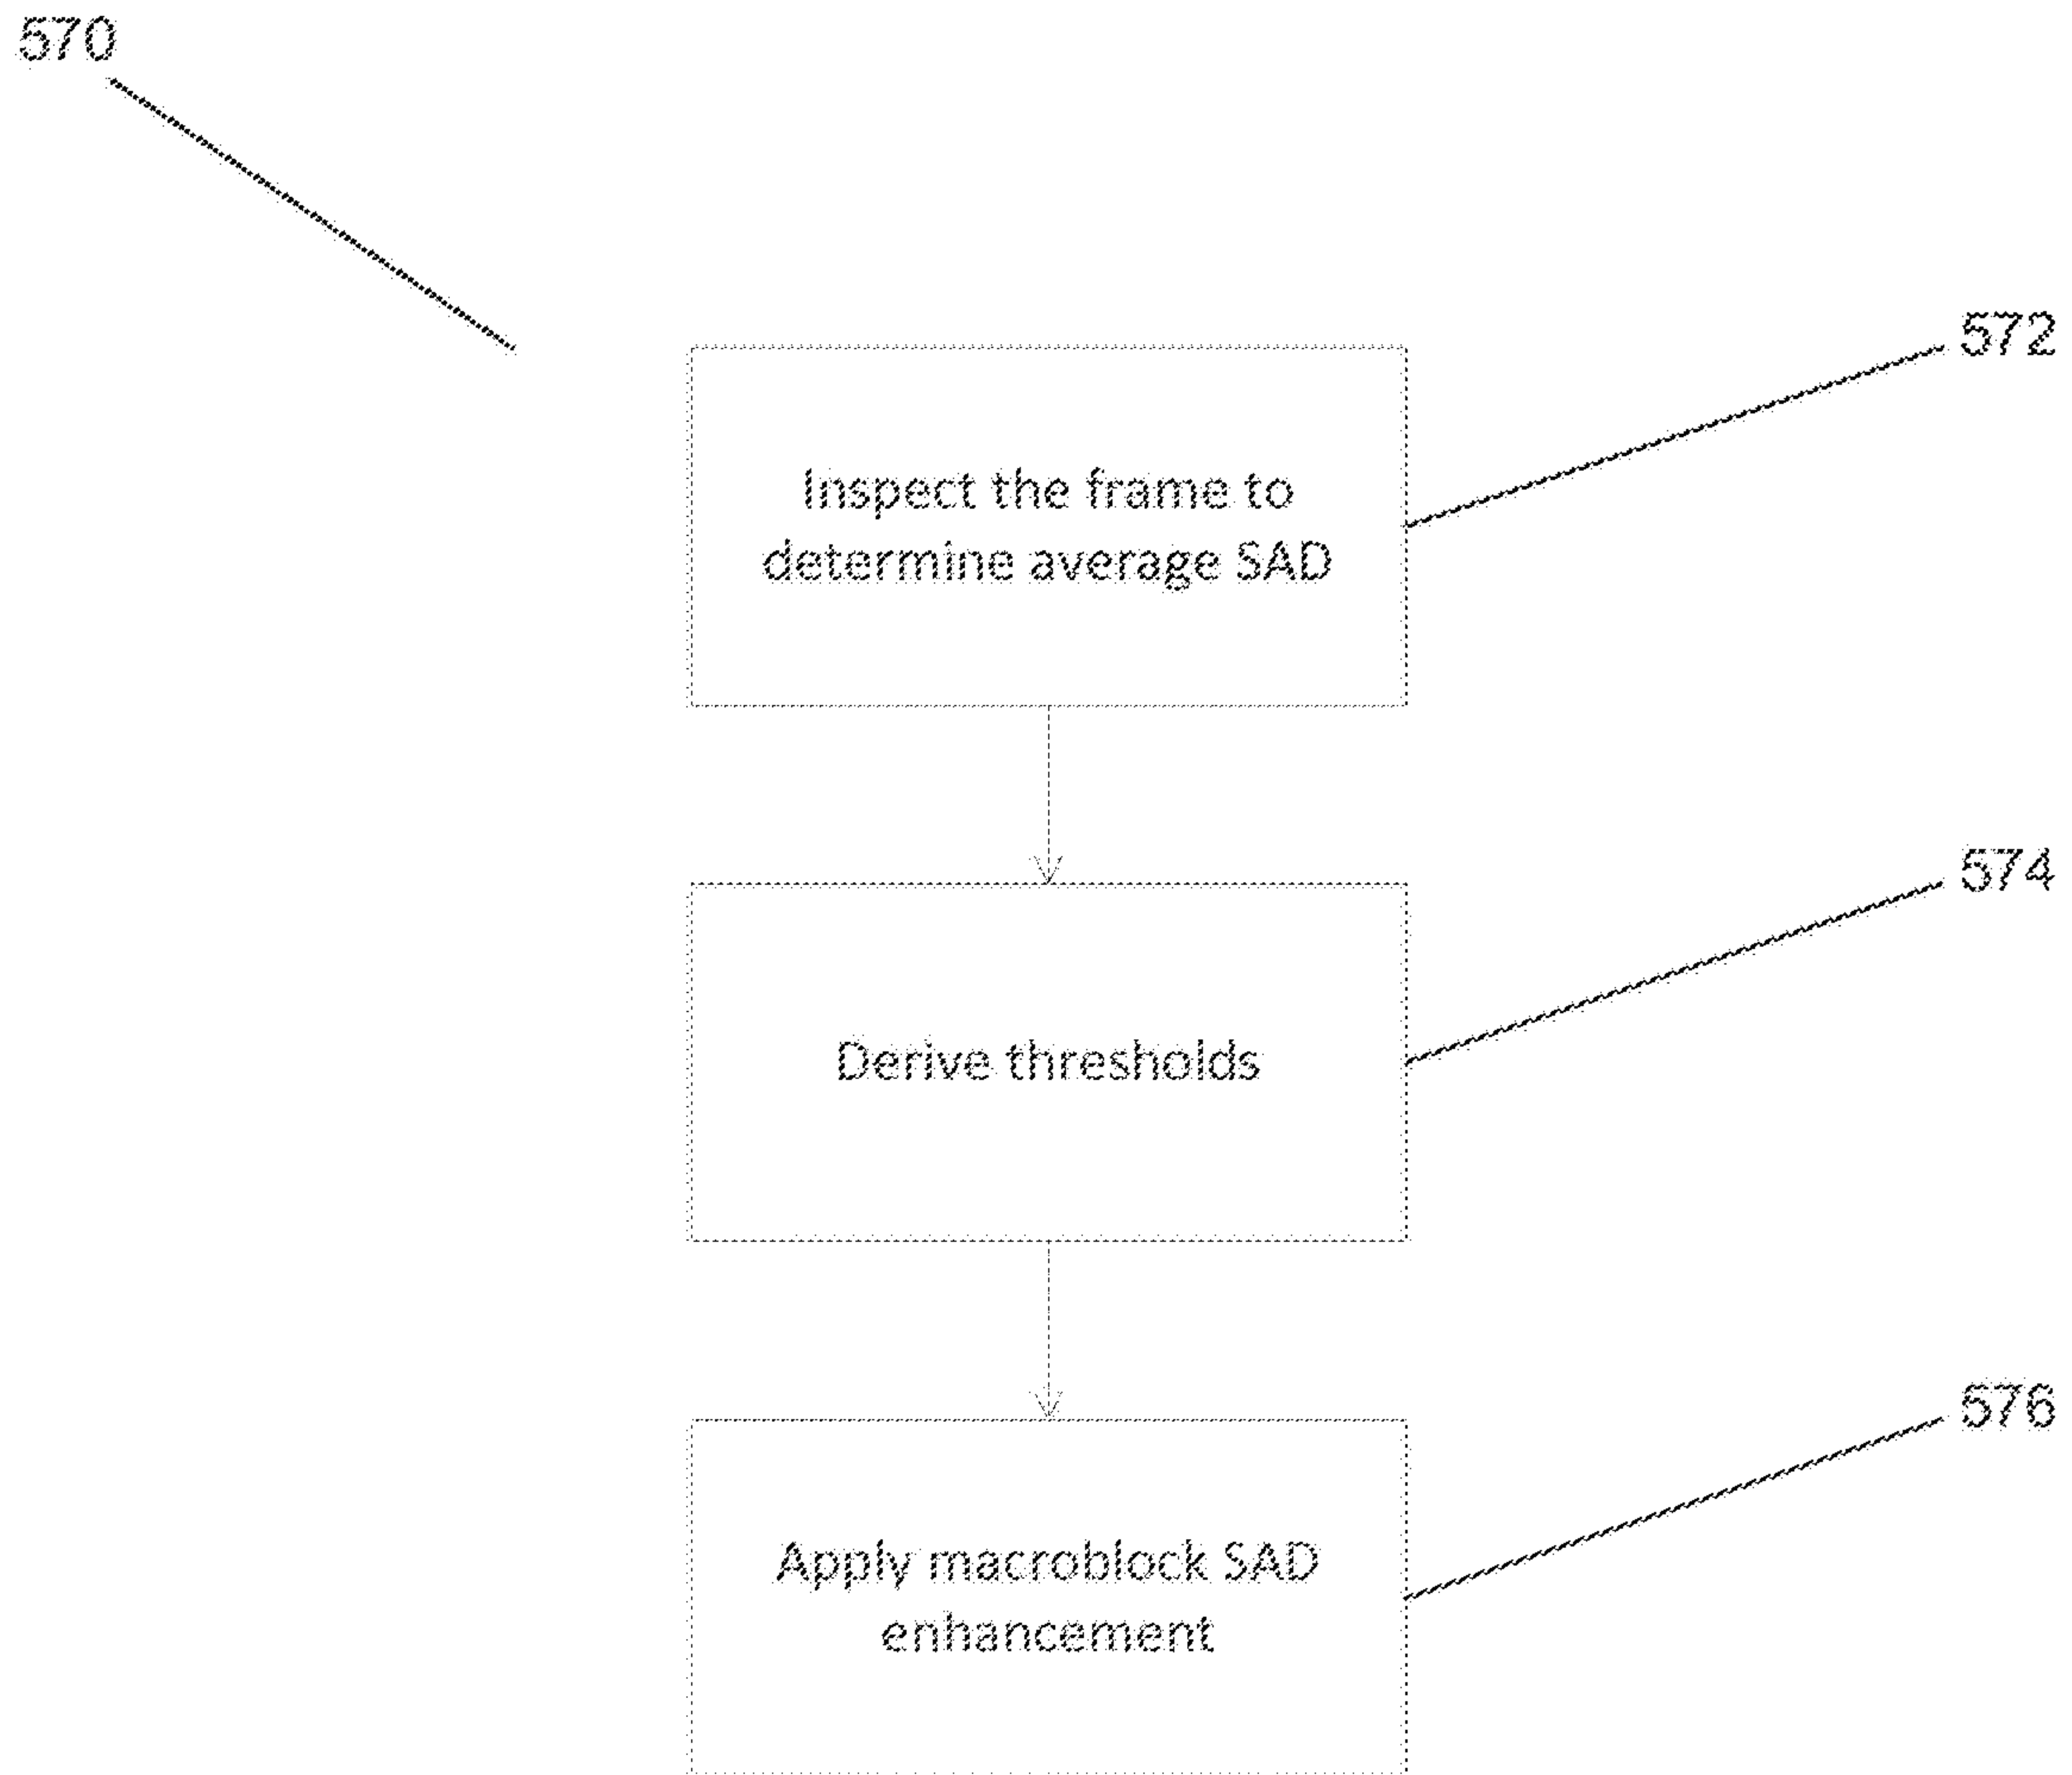 570
572
Inspect the frame to
determine average SAD
574
Derive thresholds
576
Apply macroblock SAD
enhancement